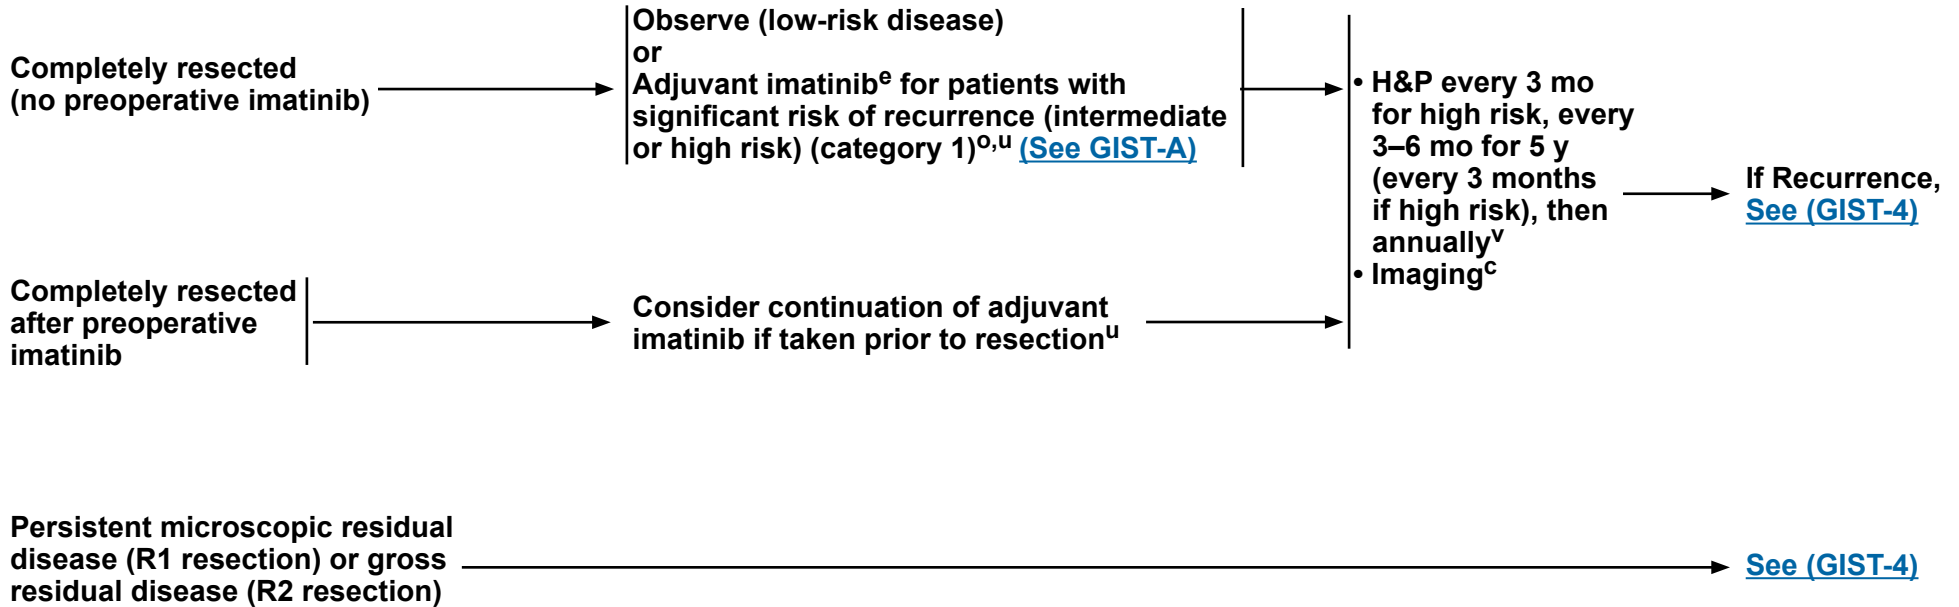 Completely resected
(no preoperative imatinib)
Observe (low-risk disease)
or
Adjuvant imatinibᵉ for patients with
significant risk of recurrence (intermediate
or high risk) (category 1)ᵒ,ᵘ (See GIST-A)
• H&P every 3 mo
for high risk, every
3–6 mo for 5 y
(every 3 months
if high risk), then
annuallyᵛ
• Imagingᶜ
If Recurrence,
See (GIST-4)
Completely resected
after preoperative
imatinib
Consider continuation of adjuvant
imatinib if taken prior to resectionᵘ
Persistent microscopic residual
disease (R1 resection) or gross
residual disease (R2 resection)
See (GIST-4)